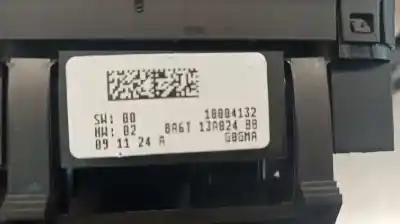 SW: 00 10004132
HW: 02 8A6T 13A024 BB
09 11 24 A GBGMA